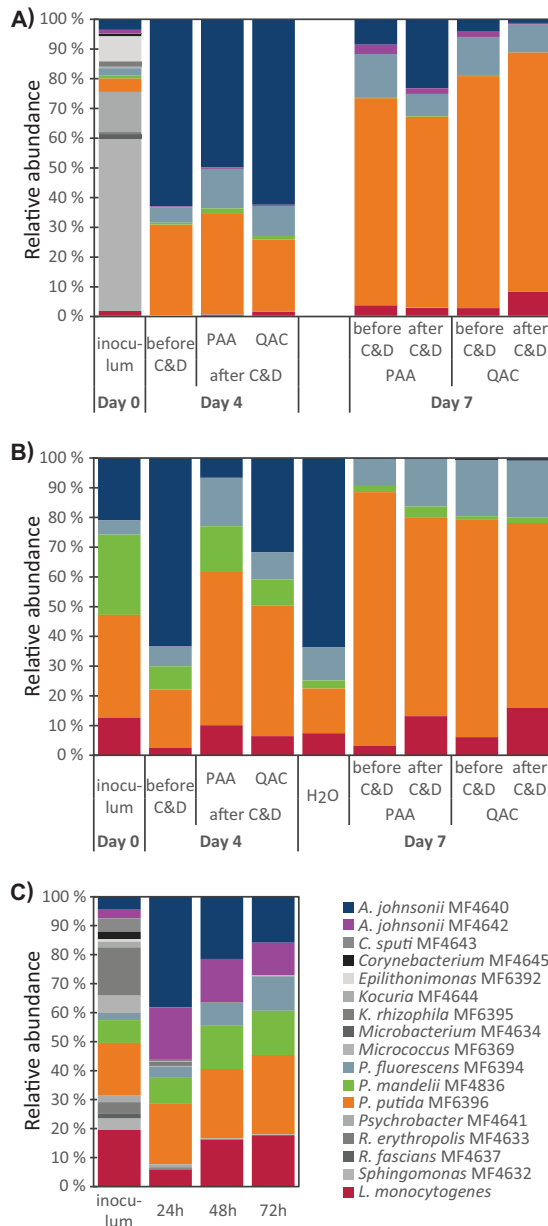 A)
Relative abundance
100 %
90 %
80 %
70 %
60 %
50 %
40 %
30 %
20 %
10 %
0 %
inocu-
lum
before
C&D
PAA
QAC
after C&D
before
C&D
after
C&D
before
C&D
after
C&D
PAA
QAC
Day 0
Day 4
Day 7
B)
Relative abundance
100 %
90 %
80 %
70 %
60 %
50 %
40 %
30 %
20 %
10 %
0 %
inocu-
lum
before
C&D
PAA
QAC
after C&D
H2O
before
C&D
after
C&D
before
C&D
after
C&D
PAA
QAC
Day 0
Day 4
Day 7
C)
Relative abundance
100 %
90 %
80 %
70 %
60 %
50 %
40 %
30 %
20 %
10 %
0 %
inocu-
lum
24h
48h
72h
A. johnsonii MF4640
A. johnsonii MF4642
C. sputi MF4643
Corynebacterium MF4645
Epilithonimonas MF6392
Kocuria MF4644
K. rhizophila MF6395
Microbacterium MF4634
Micrococcus MF6369
P. fluorescens MF6394
P. mandelii MF4836
P. putida MF6396
Psychrobacter MF4641
R. erythropolis MF4633
R. fascians MF4637
Sphingomonas MF4632
L. monocytogenes